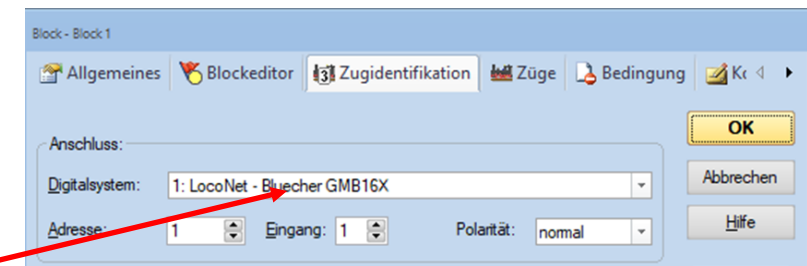 Block - Block 1
Allgemeines Blockeditor Zugidentifikation Züge Bedingung
OK
Anschluss:
Digitalsystem: 1: LocoNet - Bluecher GMB16X Abbrechen
Adresse: 1 Eingang: 1 Polarität: normal Hilfe